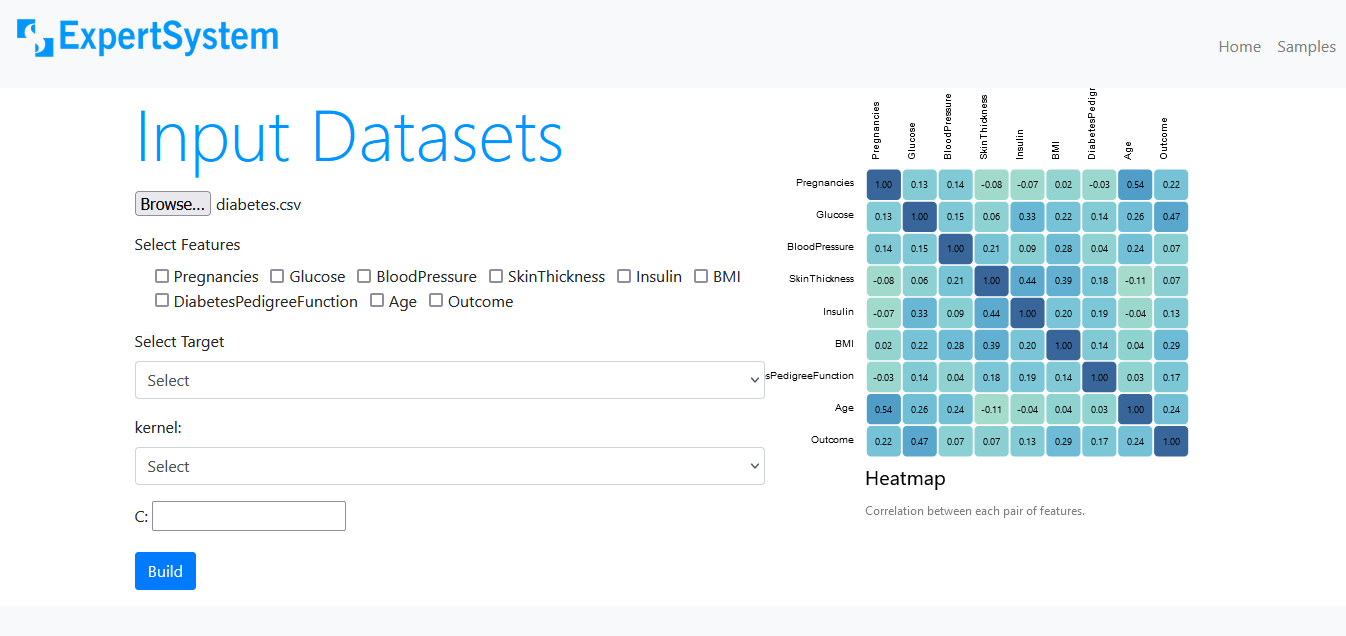 ExpertSystem
Home Samples
Input Datasets
Browse... diabetes.csv
Select Features
Pregnancies Glucose BloodPressure SkinThickness Insulin BMI
DiabetesPedigreeFunction Age Outcome
Select Target
Select
kernel:
Select
C:
Build
Pregnancies Glucose BloodPressure SkinThickness Insulin BMI DiabetesPedigr Age Outcome
Pregnancies 1.00 0.13 0.14 -0.08 -0.07 0.02 -0.03 0.54 0.22
Glucose 0.13 1.00 0.15 0.06 0.33 0.22 0.14 0.26 0.47
BloodPressure 0.14 0.15 1.00 0.21 0.09 0.28 0.04 0.24 0.07
SkinThickness -0.08 0.06 0.21 1.00 0.44 0.39 0.18 -0.11 0.07
Insulin -0.07 0.33 0.09 0.44 1.00 0.20 0.19 -0.04 0.13
BMI 0.02 0.22 0.28 0.39 0.20 1.00 0.14 0.04 0.29
sPedigreeFunction -0.03 0.14 0.04 0.18 0.19 0.14 1.00 0.03 0.17
Age 0.54 0.26 0.24 -0.11 -0.04 0.04 0.03 1.00 0.24
Outcome 0.22 0.47 0.07 0.07 0.13 0.29 0.17 0.24 1.00
Heatmap
Correlation between each pair of features.